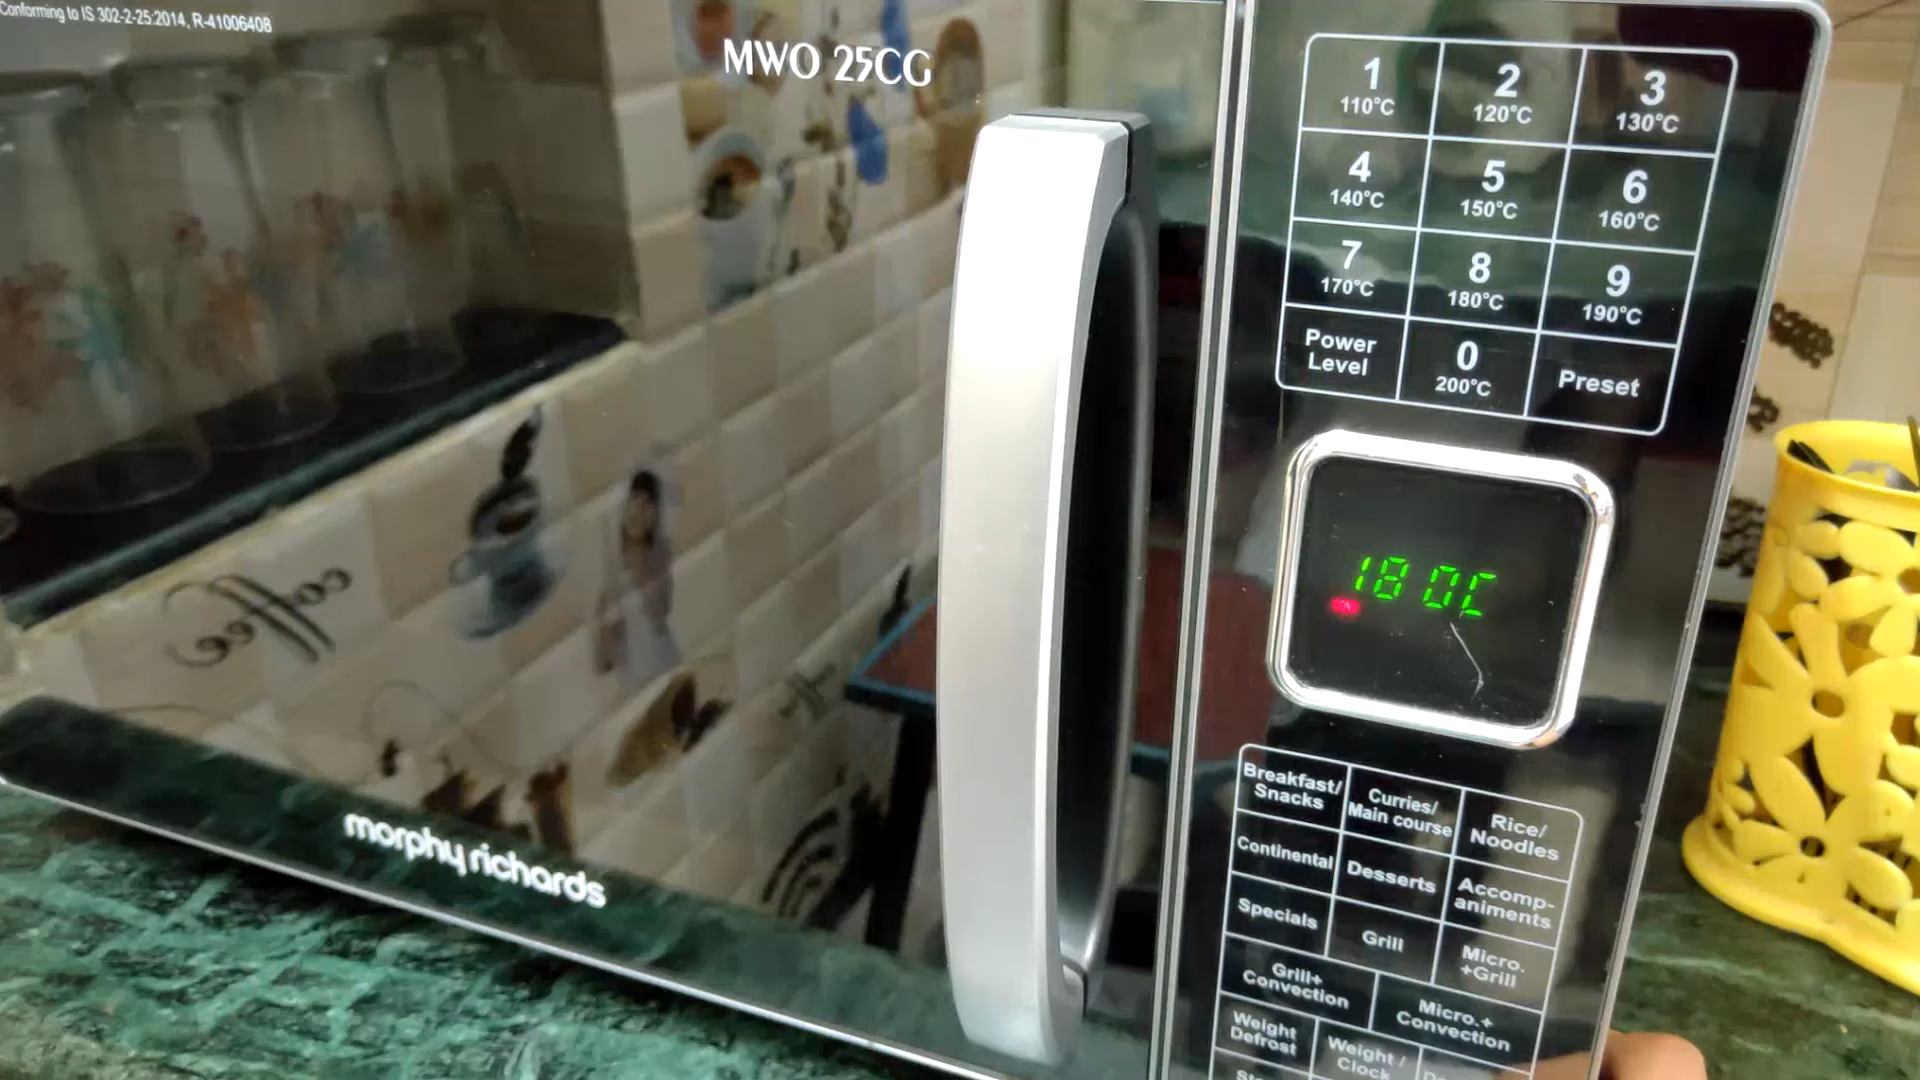 Conforming to IS 302-2-25:2014, R-41006408
MWO 25CG
1
110°C
2
120°C
3
130°C
4
140°C
5
150°C
6
160°C
7
170°C
8
180°C
9
190°C
Power
Level
0
200°C
Preset
180C
coffee
morphy richards
Breakfast/
Snacks
Curries/
Main course
Rice/
Noodles
Continental
Desserts
Accomp-
animents
Specials
Grill
Micro.
+Grill
Grill+
Convection
Micro.+
Convection
Weight
Defrost
Weight /
Clock